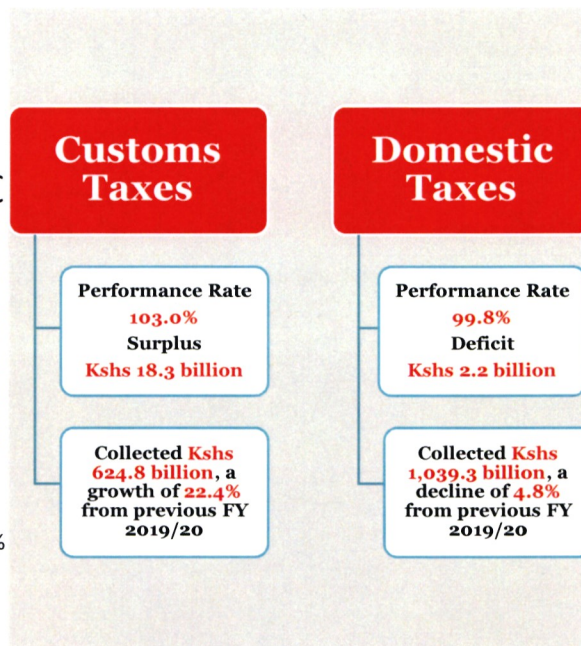 Customs
Taxes
Performance Rate
103.0%
Surplus
Kshs 18.3 billion
Collected Kshs
624.8 billion, a
growth of 22.4%
from previous FY
2019/20
Domestic
Taxes
Performance Rate
99.8%
Deficit
Kshs 2.2 billion
Collected Kshs
1,039.3 billion, a
decline of 4.8%
from previous FY
2019/20
%